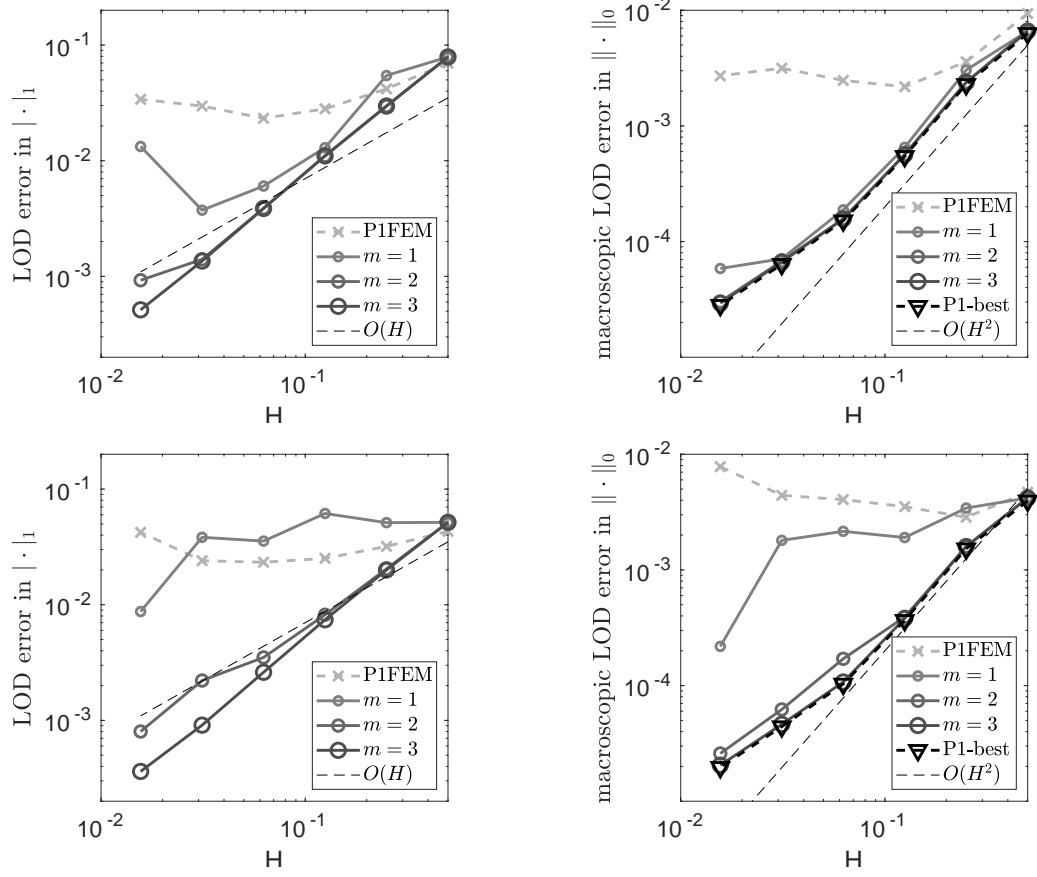 LOD error in | · |₁
10⁻¹
10⁻²
10⁻³
P1FEM
m = 1
m = 2
m = 3
O(H)
10⁻²
10⁻¹
H
macroscopic LOD error in ∥ · ∥₀
10⁻²
10⁻³
10⁻⁴
P1FEM
m = 1
m = 2
m = 3
P1-best
O(H²)
10⁻²
10⁻¹
H
LOD error in | · |₁
10⁻¹
10⁻²
10⁻³
P1FEM
m = 1
m = 2
m = 3
O(H)
10⁻²
10⁻¹
H
macroscopic LOD error in ∥ · ∥₀
10⁻²
10⁻³
10⁻⁴
P1FEM
m = 1
m = 2
m = 3
P1-best
O(H²)
10⁻²
10⁻¹
H